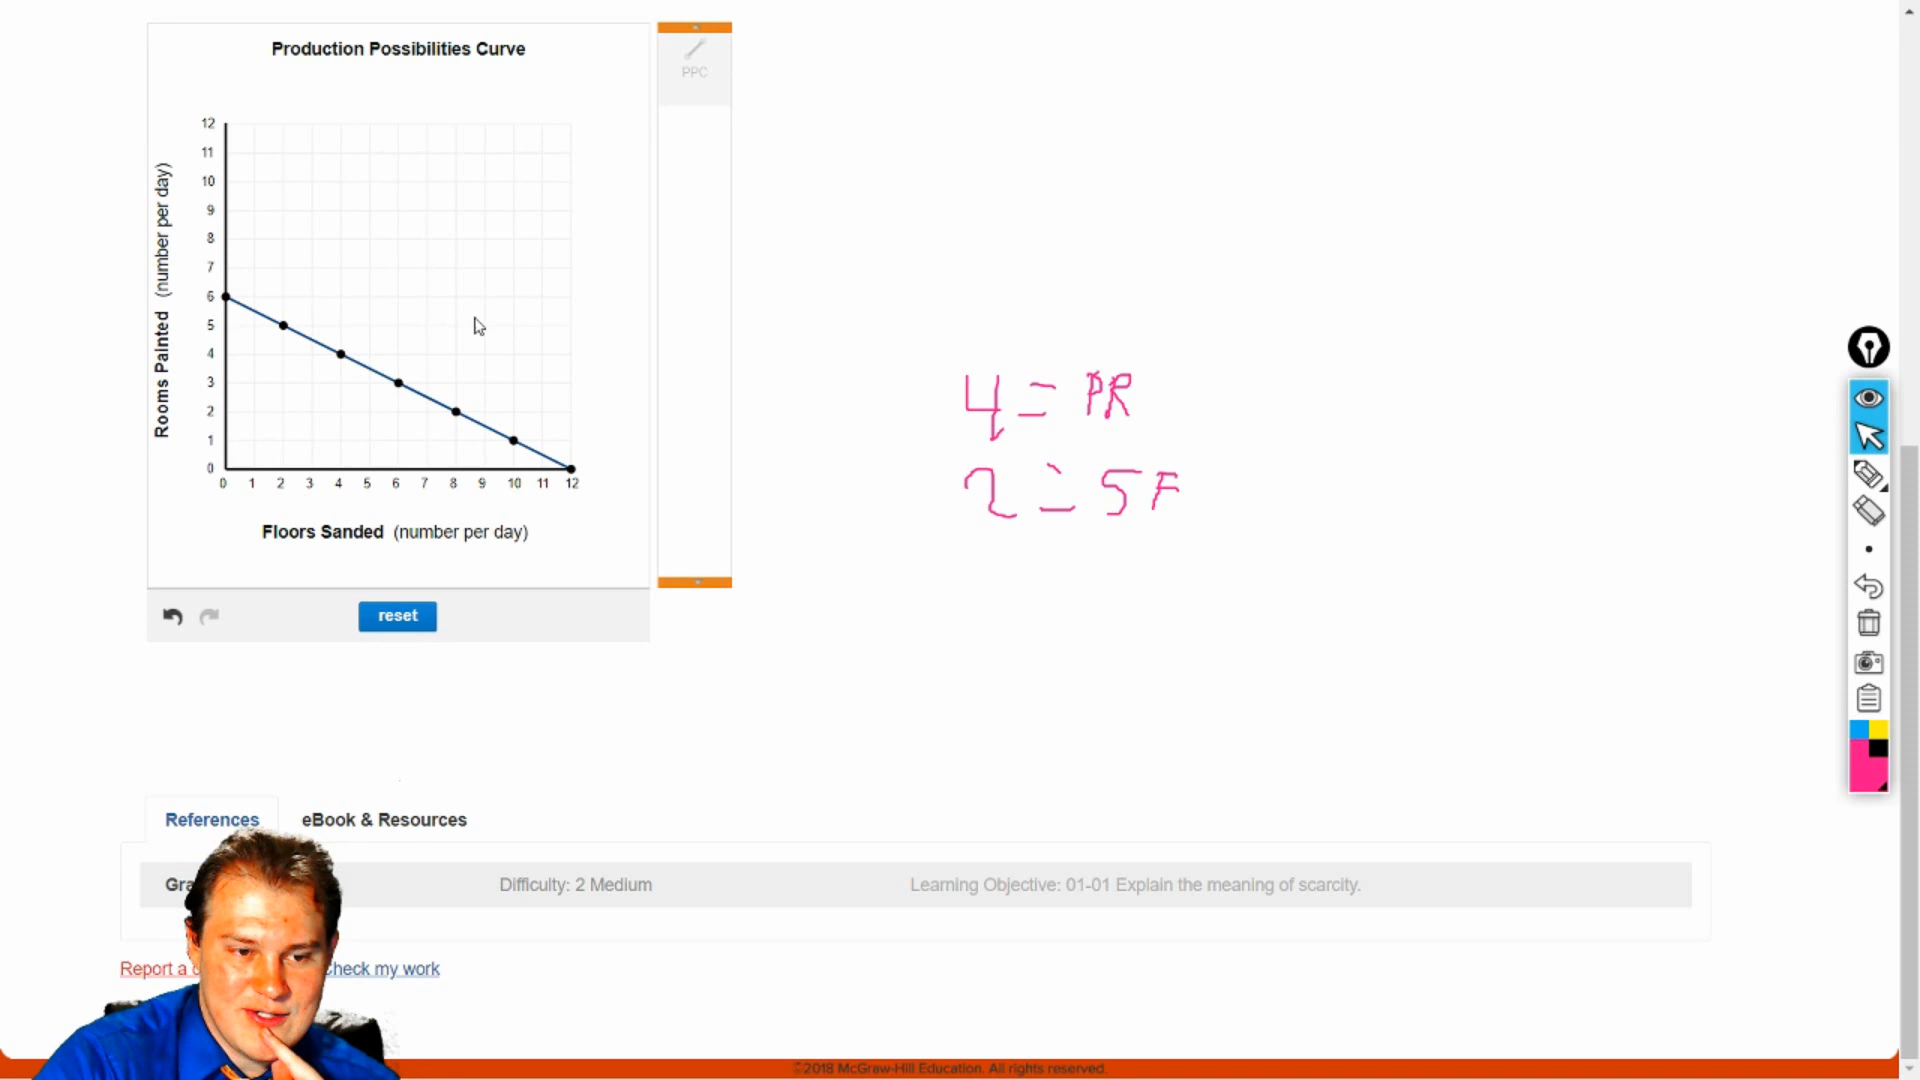 Production Possibilities Curve
PPC
12
11
10
9
8
7
6
5
4
3
2
1
0
Rooms Painted (number per day)
0 1 2 3 4 5 6 7 8 9 10 11 12
Floors Sanded (number per day)
reset
4 = PR
2 = SF
References eBook & Resources
Gra Difficulty: 2 Medium Learning Objective: 01-01 Explain the meaning of scarcity.
Report a heck my work
©2018 McGraw-Hill Education. All rights reserved.